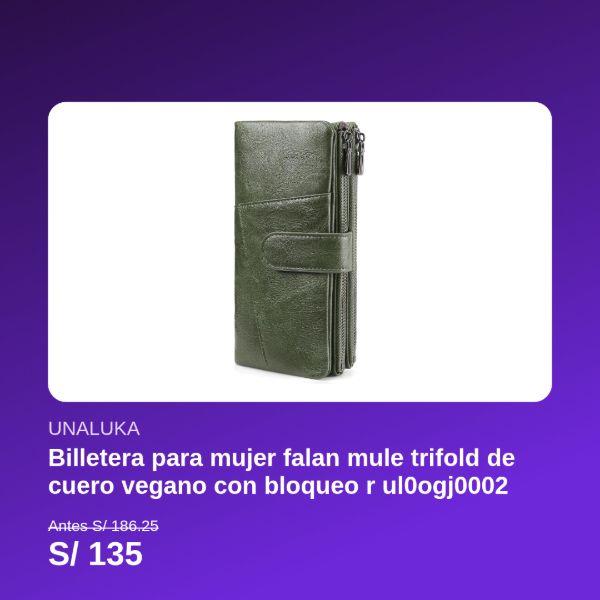 UNALUKA
Billetera para mujer falan mule trifold de
cuero vegano con bloqueo r ul0ogj0002
Antes S/ 186.25
S/ 135